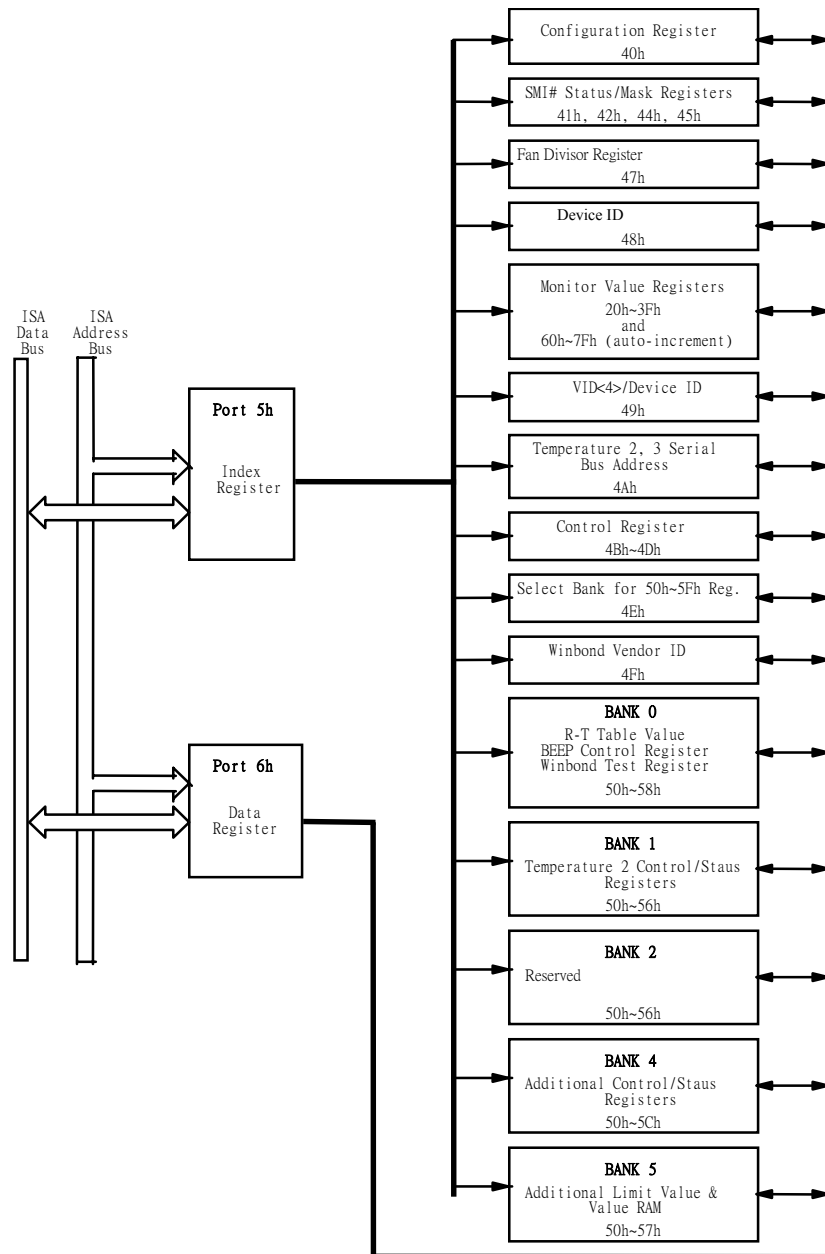 Configuration Register
40h
SMI# Status/Mask Registers
41h, 42h, 44h, 45h
Fan Divisor Register
47h
Device ID
48h
Monitor Value Registers
20h~3Fh
and
60h~7Fh (auto-increment)
VID<4>/Device ID
49h
Temperature 2, 3 Serial
Bus Address
4Ah
Control Register
4Bh~4Dh
Select Bank for 50h~5Fh Reg.
4Eh
Winbond Vendor ID
4Fh
BANK 0
R-T Table Value
BEEP Control Register
Winbond Test Register
50h~58h
BANK 1
Temperature 2 Control/Staus
Registers
50h~56h
BANK 2
Reserved
50h~56h
BANK 4
Additional Control/Staus
Registers
50h~5Ch
BANK 5
Additional Limit Value &
Value RAM
50h~57h
ISA
Data
Bus
ISA
Address
Bus
Port 5h
Index
Register
Port 6h
Data
Register